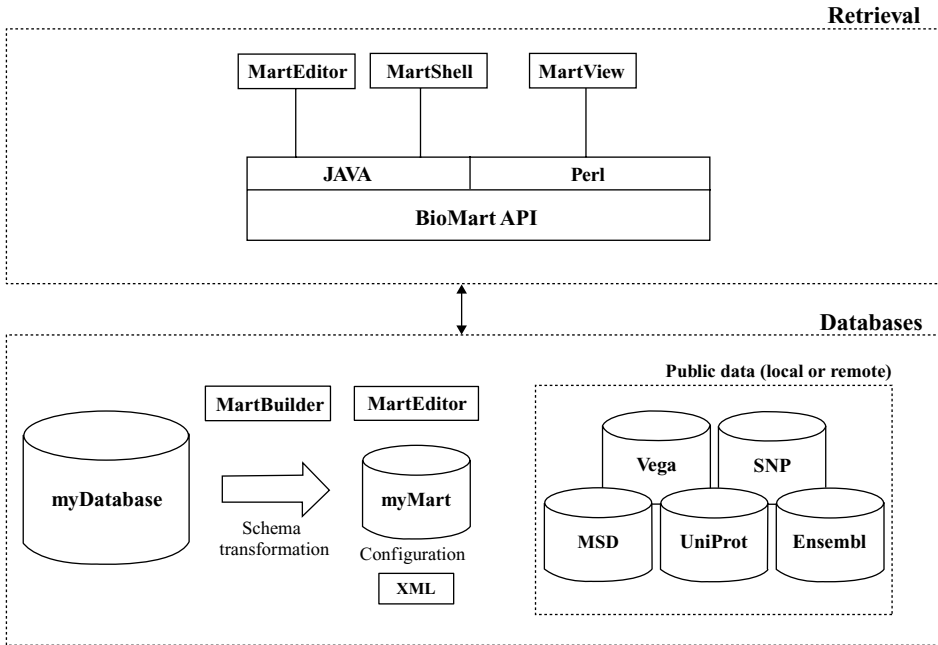 Retrieval
MartEditor
MartShell
MartView
JAVA
Perl
BioMart API
Databases
Public data (local or remote)
MartBuilder
MartEditor
myDatabase
Schema
transformation
myMart
Configuration
XML
Vega
SNP
MSD
UniProt
Ensembl